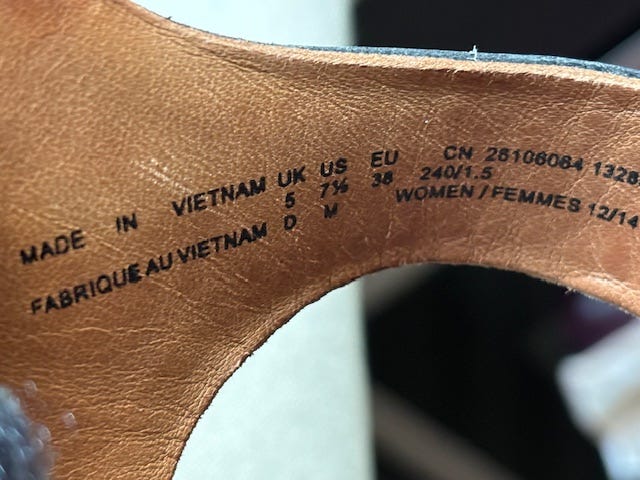 MADE IN VIETNAM UK US EU CN 26106084 1328
5 7½ 38 240/1.5
FABRIQUE AU VIETNAM D M WOMEN / FEMMES 12/14